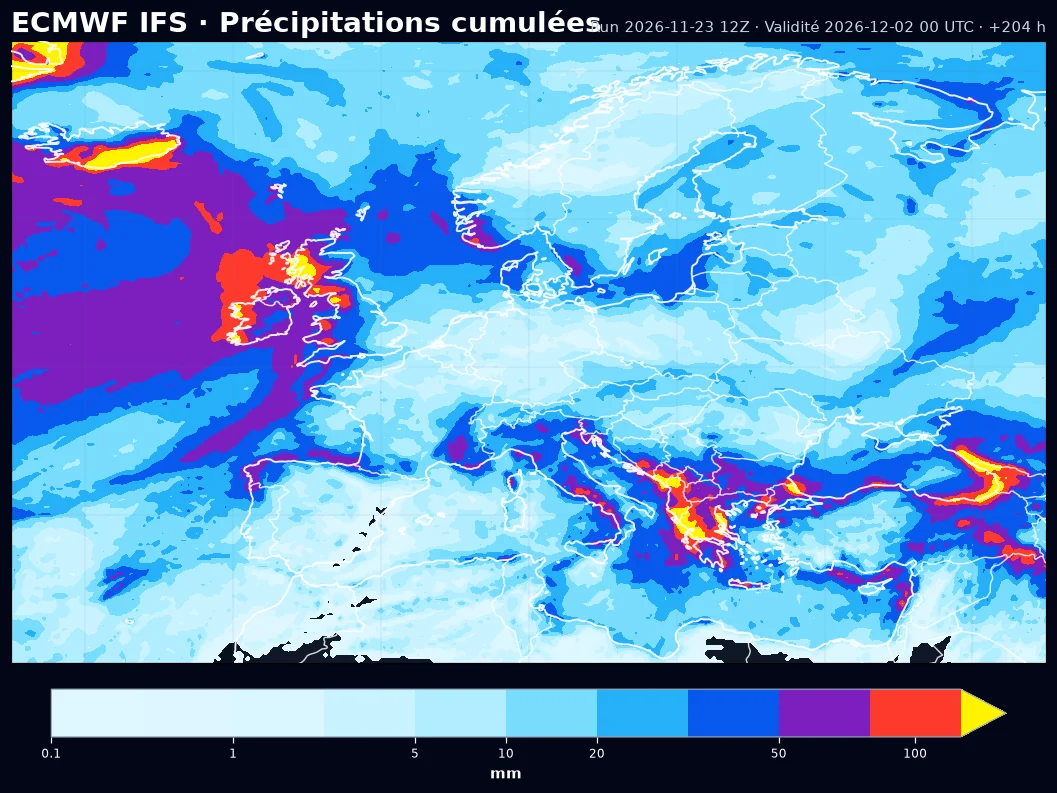 ECMWF IFS · Précipitations cumulées
Run 2026-11-23 12Z · Validité 2026-12-02 00 UTC · +204 h
0.1 1 5 10 20 50 100
mm